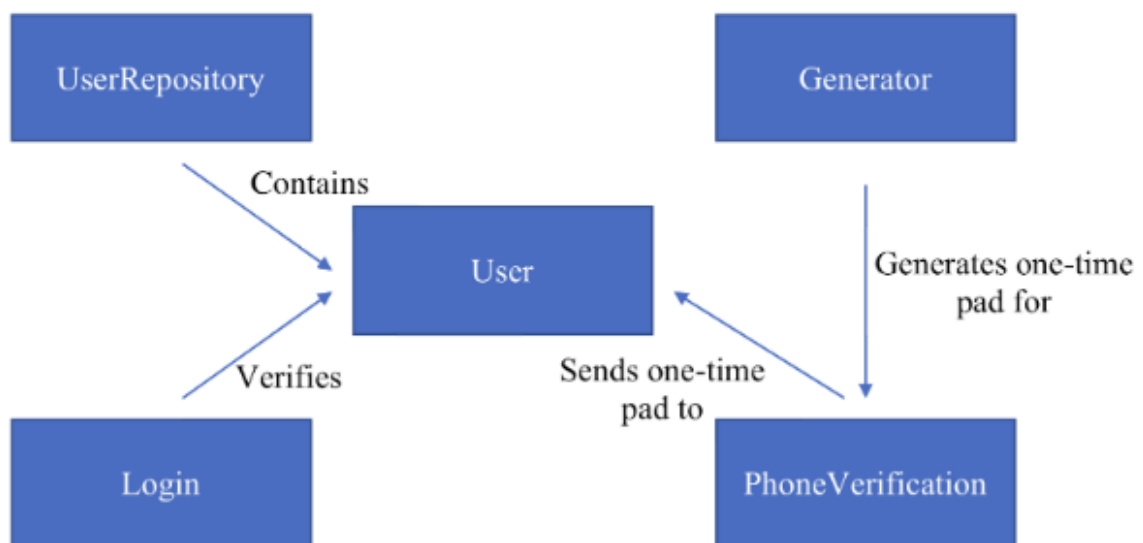 UserRepository
Generator
Contains
User
Generates one-time
pad for
Verifies
Sends one-time
pad to
Login
PhoneVerification